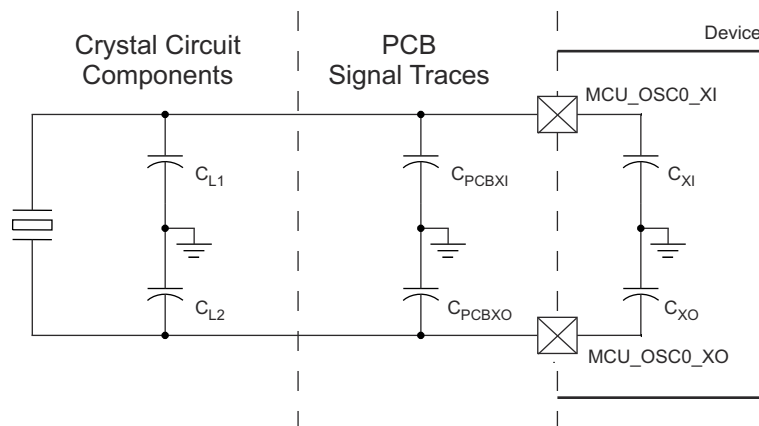 Crystal Circuit
Components
PCB
Signal Traces
Device
MCU_OSC0_XI
CL1
CPCBXI
CXI
CL2
CPCBXO
CXO
MCU_OSC0_XO